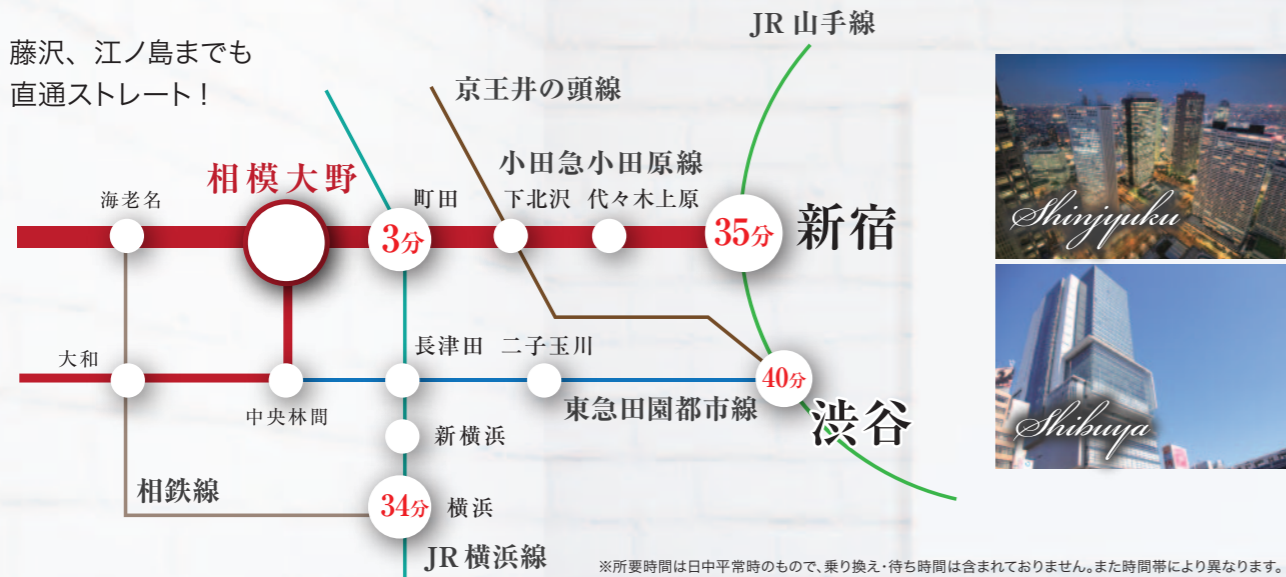 藤沢、江ノ島までも
直通ストレート！
JR 山手線
京王井の頭線
小田急小田原線
相模大野
海老名
町田
下北沢
代々木上原
3分
35分
新宿
Shinjyuku
大和
中央林間
長津田
二子玉川
40分
東急田園都市線
渋谷
Shibuya
新横浜
相鉄線
34分
横浜
JR 横浜線
※所要時間は日中平常時のもので、乗り換え・待ち時間は含まれておりません。また時間帯により異なります。